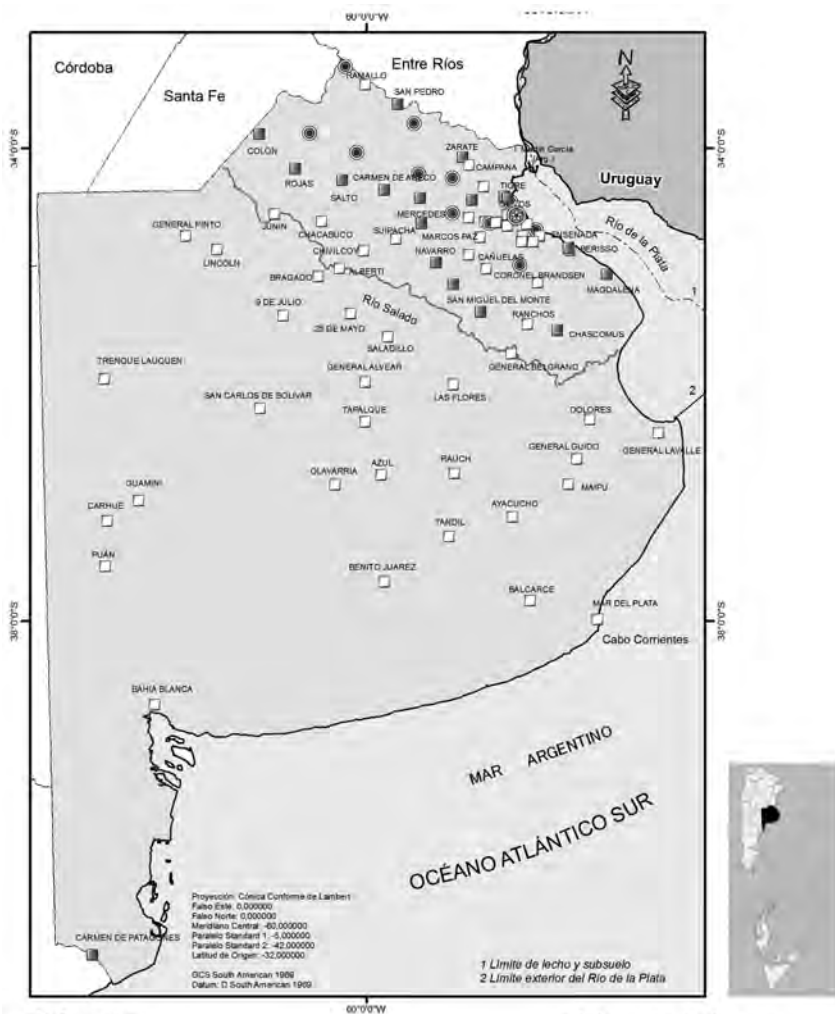 60°0'0"W
Córdoba
Entre Ríos
Santa Fe
RAMALLO
SAN PEDRO
N
34°0'0"S
34°0'0"S
COLON
ZARATE
CAMPANA
Uruguay
ROJAS
CARMEN DE ARECO
TIGRE
SALTO
MERCEDES
Río de la Plata
GENERAL PINTO
JUNIN
CHACABUCO
SUIPACHA
MARCOS PAZ
ENSENADA
BERISSO
LINCOLN
CHIVILCOY
NAVARRO
CAÑUELAS
BRAGADO
ALBERTI
CORONEL BRANDSEN
MAGDALENA
1
9 DE JULIO
Río Salado
SAN MIGUEL DEL MONTE
RANCHOS
25 DE MAYO
CHASCOMUS
SALADILLO
TRENQUE LAUQUEN
GENERAL ALVEAR
GENERAL BELGRANO
2
SAN CARLOS DE BOLIVAR
LAS FLORES
TAPALQUE
DOLORES
GENERAL GUIDO
GENERAL LAVALLE
OLAVARRIA
AZUL
RAUCH
MAIPU
GUAMINI
CARHUE
AYACUCHO
TANDIL
PUÁN
BENITO JUAREZ
BALCARCE
MAR DEL PLATA
38°0'0"S
38°0'0"S
Cabo Corrientes
BAHIA BLANCA
MAR ARGENTINO
OCÉANO ATLÁNTICO SUR
Proyección: Cónica Conforme de Lambert
Falso Este: 0,000000
Falso Norte: 0,000000
Meridiano Central: -60,000000
Paralelo Standard 1: -5,000000
Paralelo Standard 2: -42,000000
Latitud de Origen: -32,000000
CARMEN DE PATAGONES
GCS South American 1969
Datum: D South American 1969
1 Límite de lecho y subsuelo
2 Límite exterior del Río de la Plata
60°0'0"W